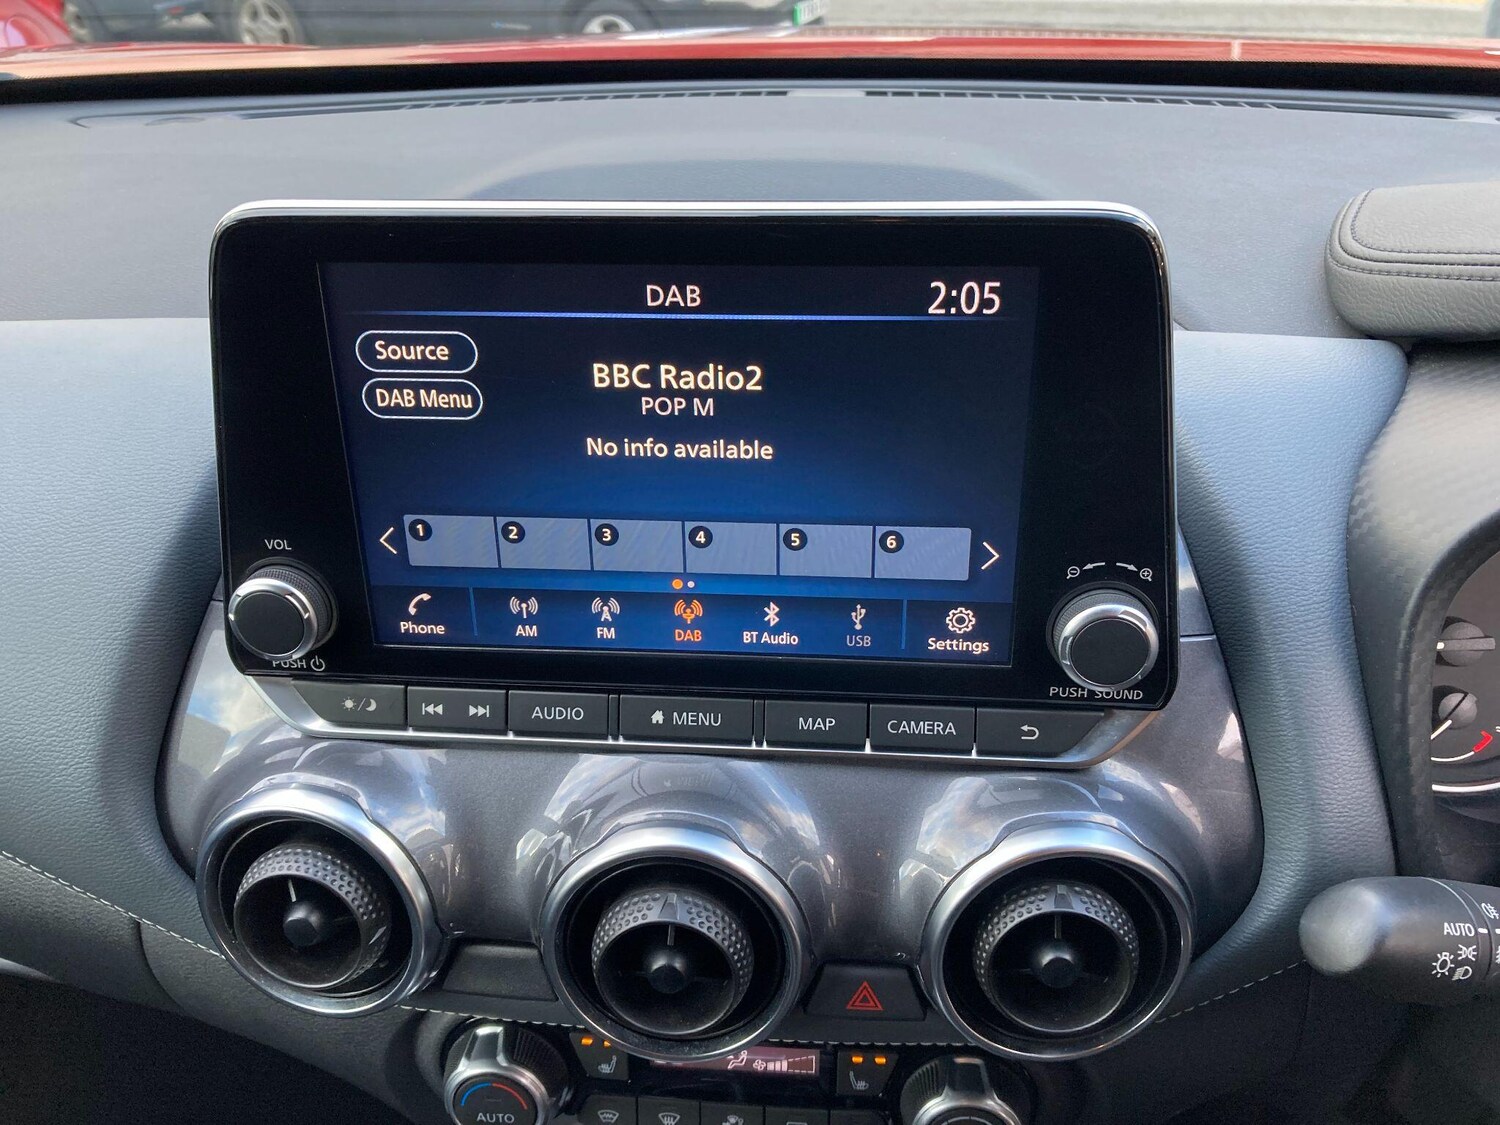 DAB
2:05
Source
BBC Radio2
DAB Menu
POP M
No info available
1 2 3 4 5 6
VOL
Phone
AM
FM
DAB
BT Audio
USB
Settings
PUSH
PUSH SOUND
AUDIO
MENU
MAP
CAMERA
AUTO
AUTO